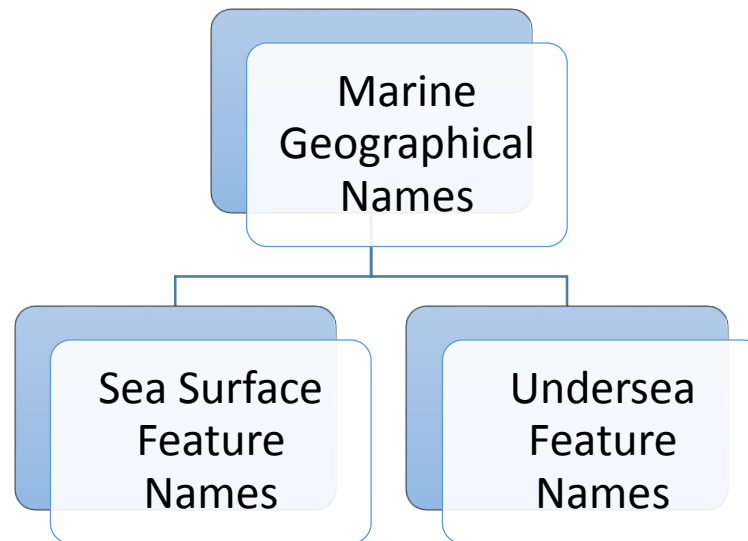 Marine
Geographical
Names
Sea Surface
Feature
Names
Undersea
Feature
Names